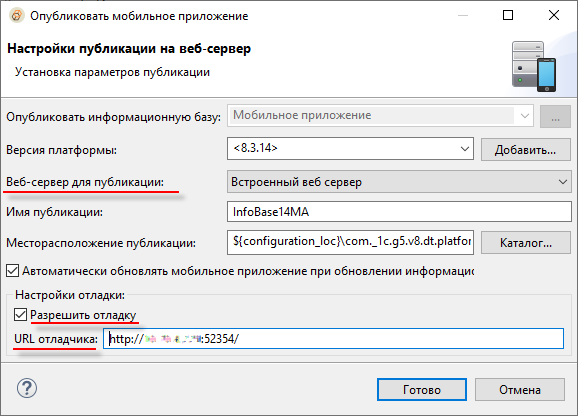 Опубликовать мобильное приложение
Настройки публикации на веб-сервер
Установка параметров публикации
Опубликовать информационную базу: Мобильное приложение ...
Версия платформы: <8.3.14> Добавить...
Веб-сервер для публикации: Встроенный веб сервер
Имя публикации: InfoBase14MA
Месторасположение публикации: ${configuration_loc}\com._1c.g5.v8.dt.platfor Каталог...
Автоматически обновлять мобильное приложение при обновлении информаци
Настройки отладки:
Разрешить отладку
URL отладчика: http:// :52354/
? Готово Отмена